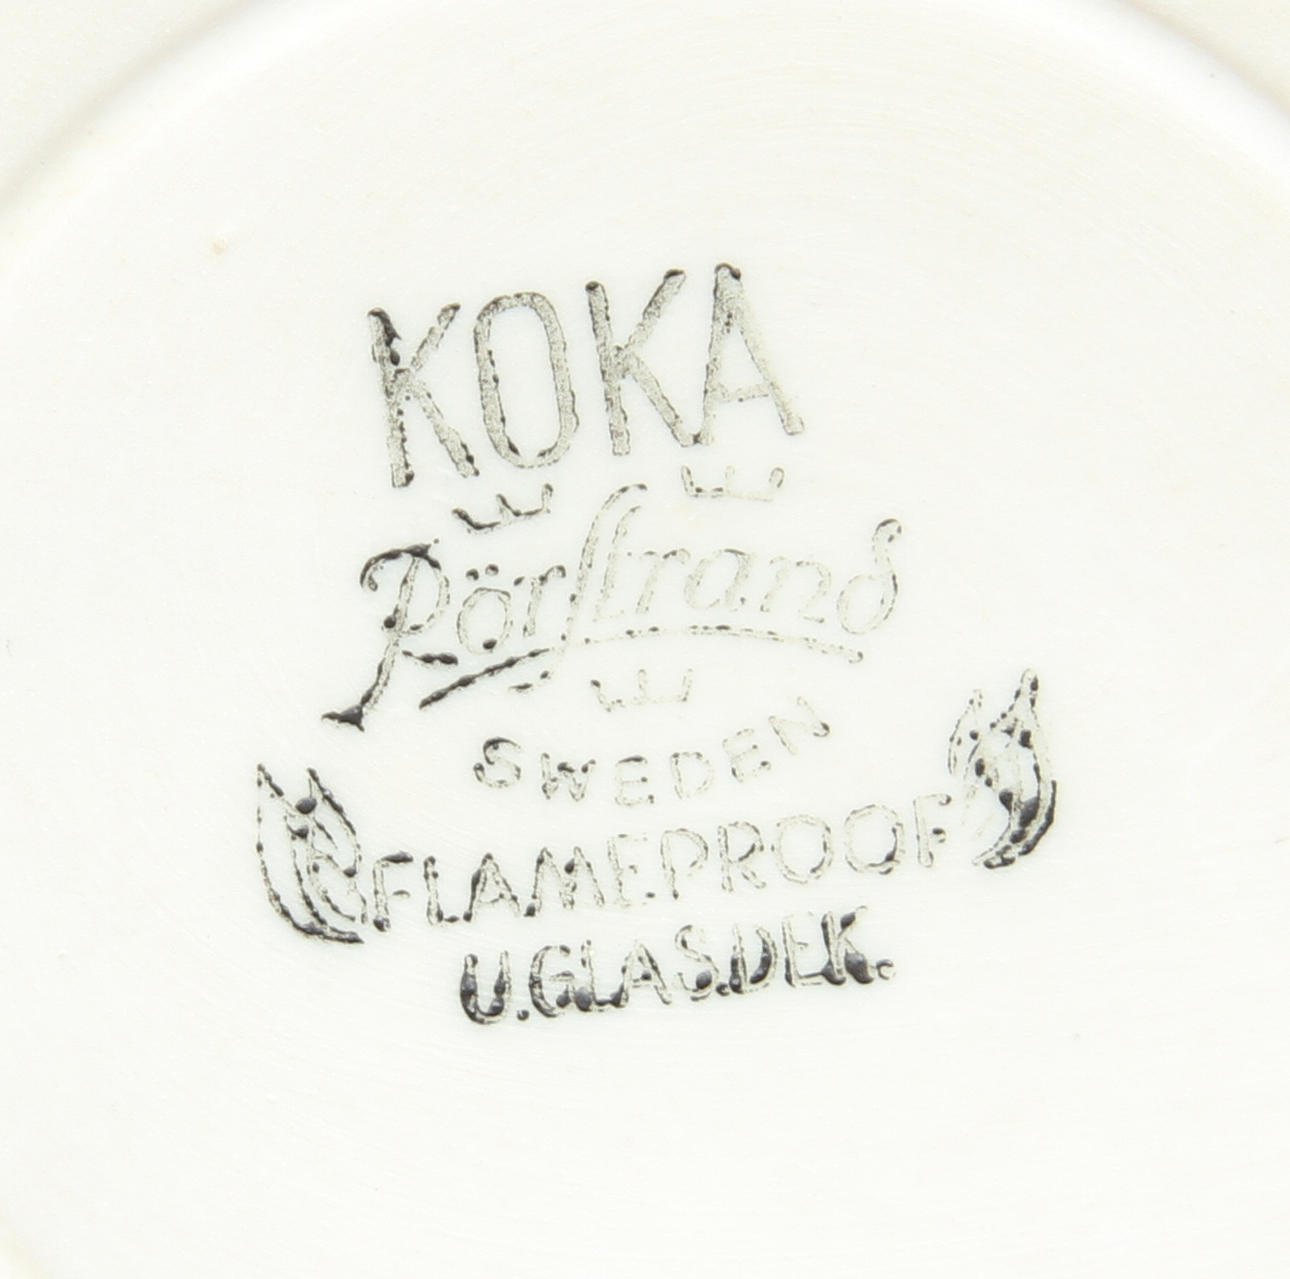 KOKA
Rörstrand
SWEDEN
FLAMEPROOF
U.GLAS.DEK.